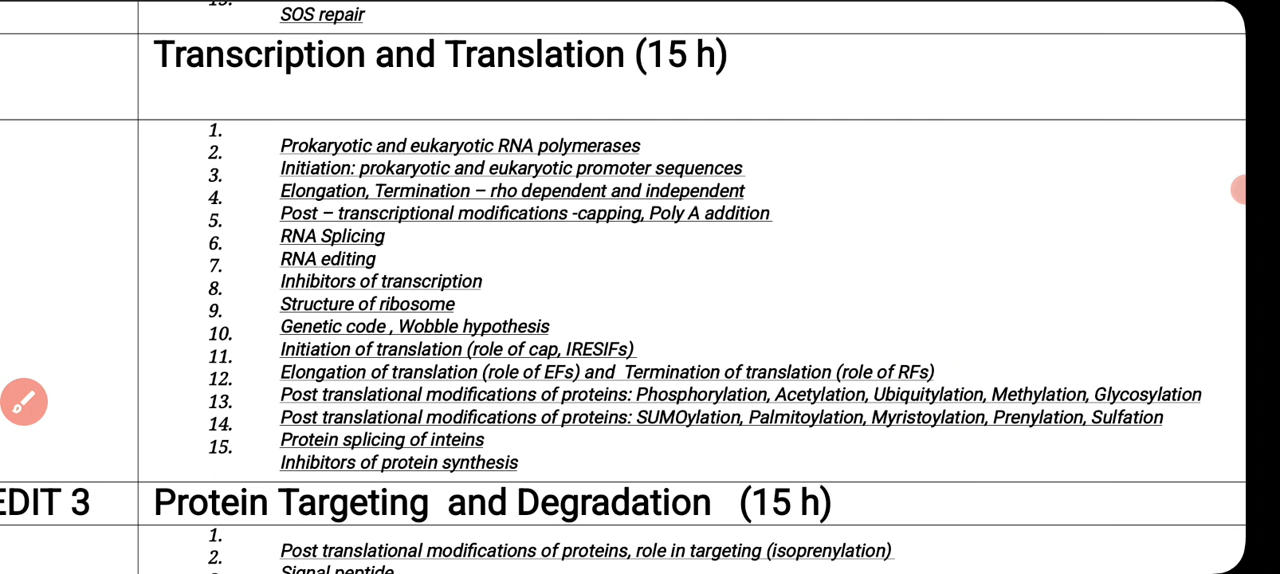 15.
SOS repair
Transcription and Translation (15 h)
1.
Prokaryotic and eukaryotic RNA polymerases
2.
Initiation: prokaryotic and eukaryotic promoter sequences
3.
Elongation, Termination – rho dependent and independent
4.
Post – transcriptional modifications -capping, Poly A addition
5.
RNA Splicing
6.
RNA editing
7.
Inhibitors of transcription
8.
Structure of ribosome
9.
Genetic code , Wobble hypothesis
10.
Initiation of translation (role of cap, IRESIFs)
11.
Elongation of translation (role of EFs) and Termination of translation (role of RFs)
12.
Post translational modifications of proteins: Phosphorylation, Acetylation, Ubiquitylation, Methylation, Glycosylation
13.
Post translational modifications of proteins: SUMOylation, Palmitoylation, Myristoylation, Prenylation, Sulfation
14.
Protein splicing of inteins
15.
Inhibitors of protein synthesis
EDIT 3
Protein Targeting and Degradation (15 h)
1.
Post translational modifications of proteins, role in targeting (isoprenylation)
2.
Signal peptide